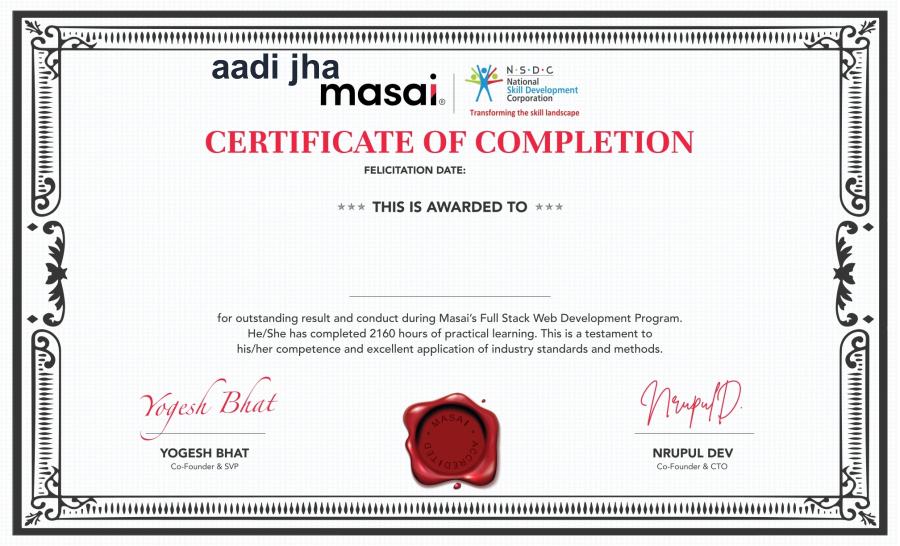 aadi jha
masai®
N·S·D·C
National
Skill Development
Corporation
Transforming the skill landscape
CERTIFICATE OF COMPLETION
FELICITATION DATE:
*** THIS IS AWARDED TO ***
for outstanding result and conduct during Masai's Full Stack Web Development Program.
He/She has completed 2160 hours of practical learning. This is a testament to
his/her competence and excellent application of industry standards and methods.
Yogesh Bhat
NrupulD.
YOGESH BHAT
Co-Founder & SVP
MASAI
ACCREDITED
NRUPUL DEV
Co-Founder & CTO